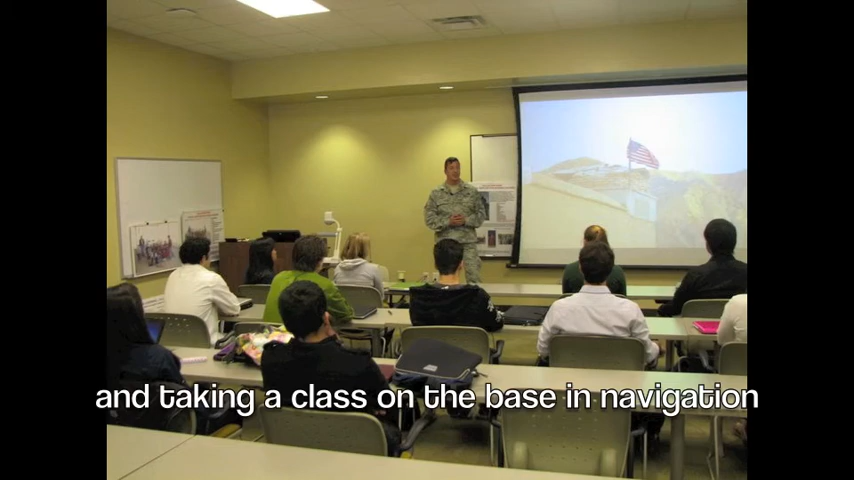 and taking a class on the base in navigation